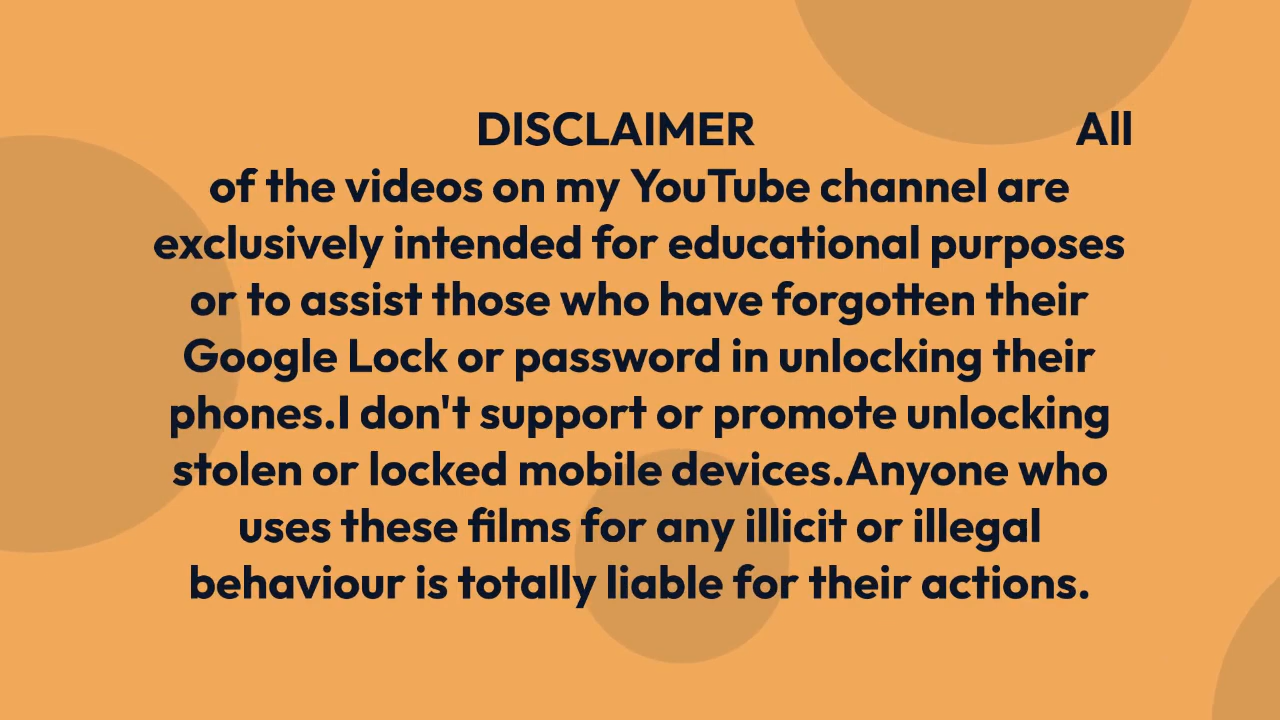 DISCLAIMER All
of the videos on my YouTube channel are
exclusively intended for educational purposes
or to assist those who have forgotten their
Google Lock or password in unlocking their
phones.I don't support or promote unlocking
stolen or locked mobile devices.Anyone who
uses these films for any illicit or illegal
behaviour is totally liable for their actions.